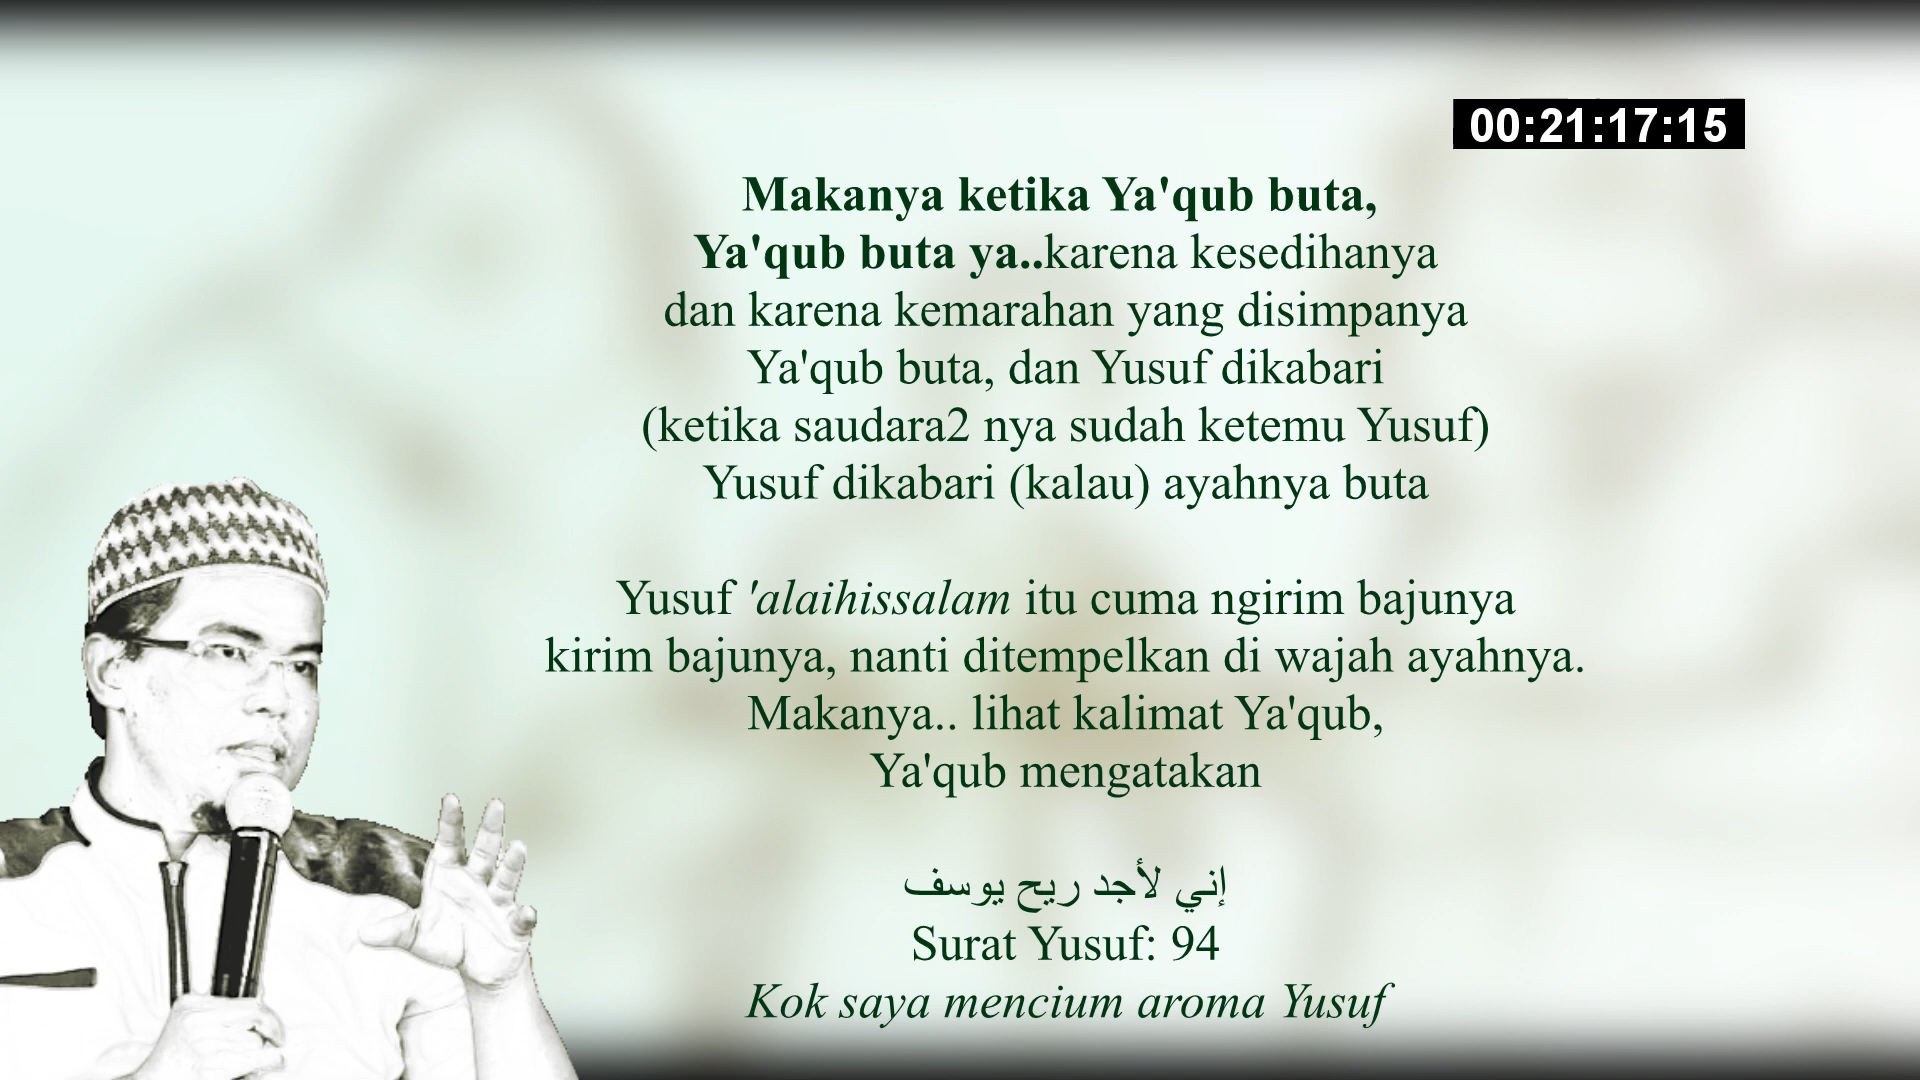 00:21:17:15
Makanya ketika Ya'qub buta,
Ya'qub buta ya..karena kesedihanya
dan karena kemarahan yang disimpanya
Ya'qub buta, dan Yusuf dikabari
(ketika saudara2 nya sudah ketemu Yusuf)
Yusuf dikabari (kalau) ayahnya buta
Yusuf 'alaihissalam itu cuma ngirim bajunya
kirim bajunya, nanti ditempelkan di wajah ayahnya.
Makanya.. lihat kalimat Ya'qub,
Ya'qub mengatakan
إني لأجد ريح يوسف
Surat Yusuf: 94
Kok saya mencium aroma Yusuf